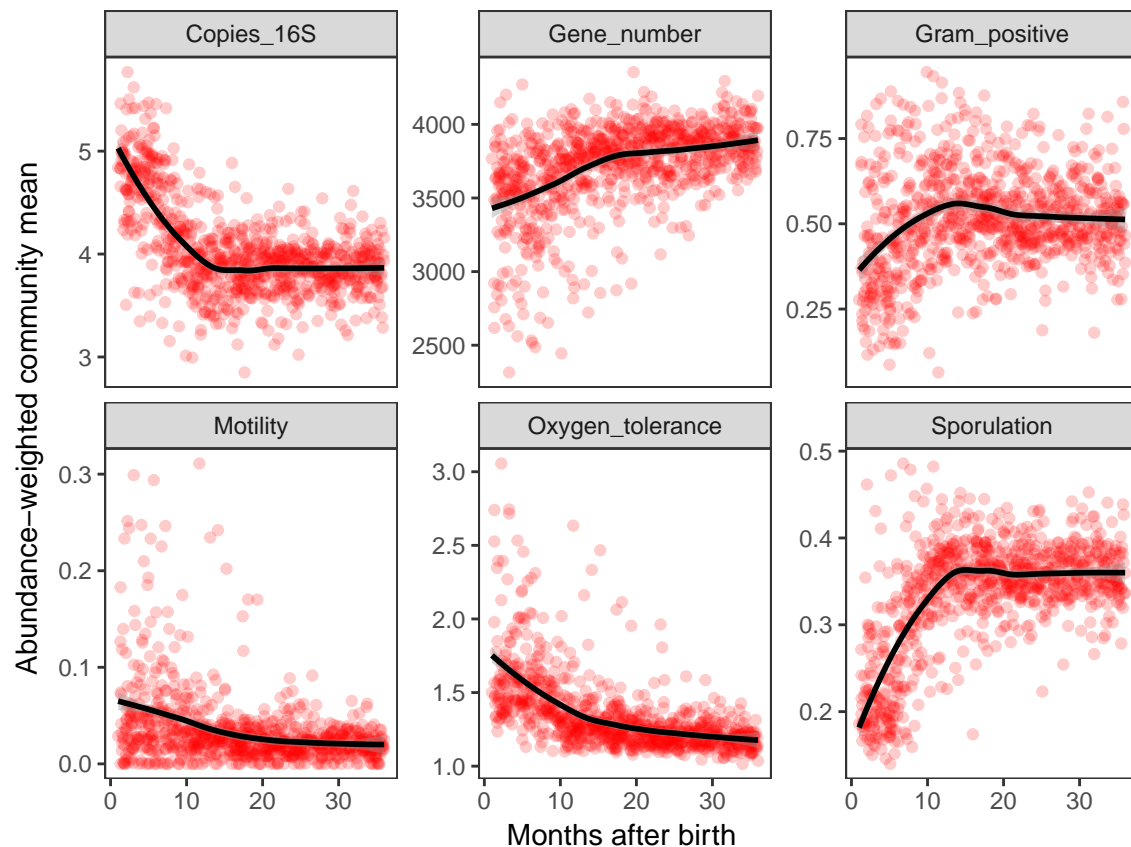 Copies_16S
Gene_number
Gram_positive
5
4
3
4000
3500
3000
2500
0.75
0.50
0.25
Abundance−weighted community mean
Motility
Oxygen_tolerance
Sporulation
0.3
0.2
0.1
0.0
3.0
2.5
2.0
1.5
1.0
0.5
0.4
0.3
0.2
0 10 20 30
0 10 20 30
0 10 20 30
Months after birth